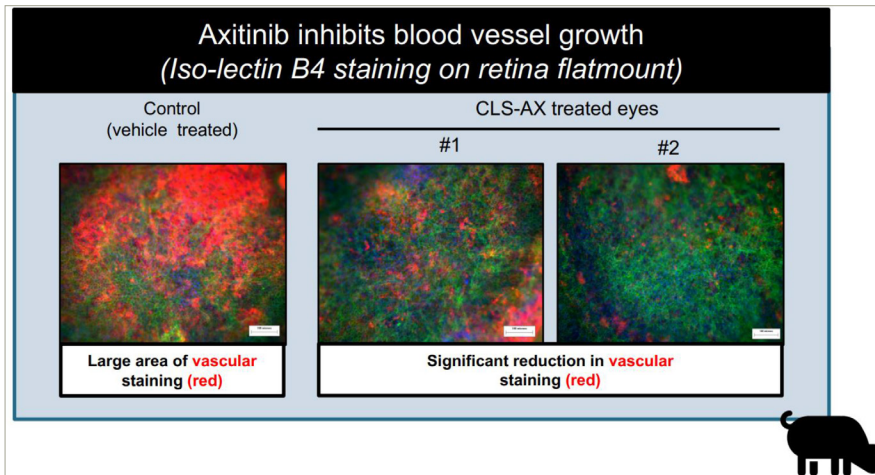 Axitinib inhibits blood vessel growth
(Iso-lectin B4 staining on retina flatmount)
Control
(vehicle treated)
CLS-AX treated eyes
#1
#2
Large area of vascular
staining (red)
Significant reduction in vascular
staining (red)